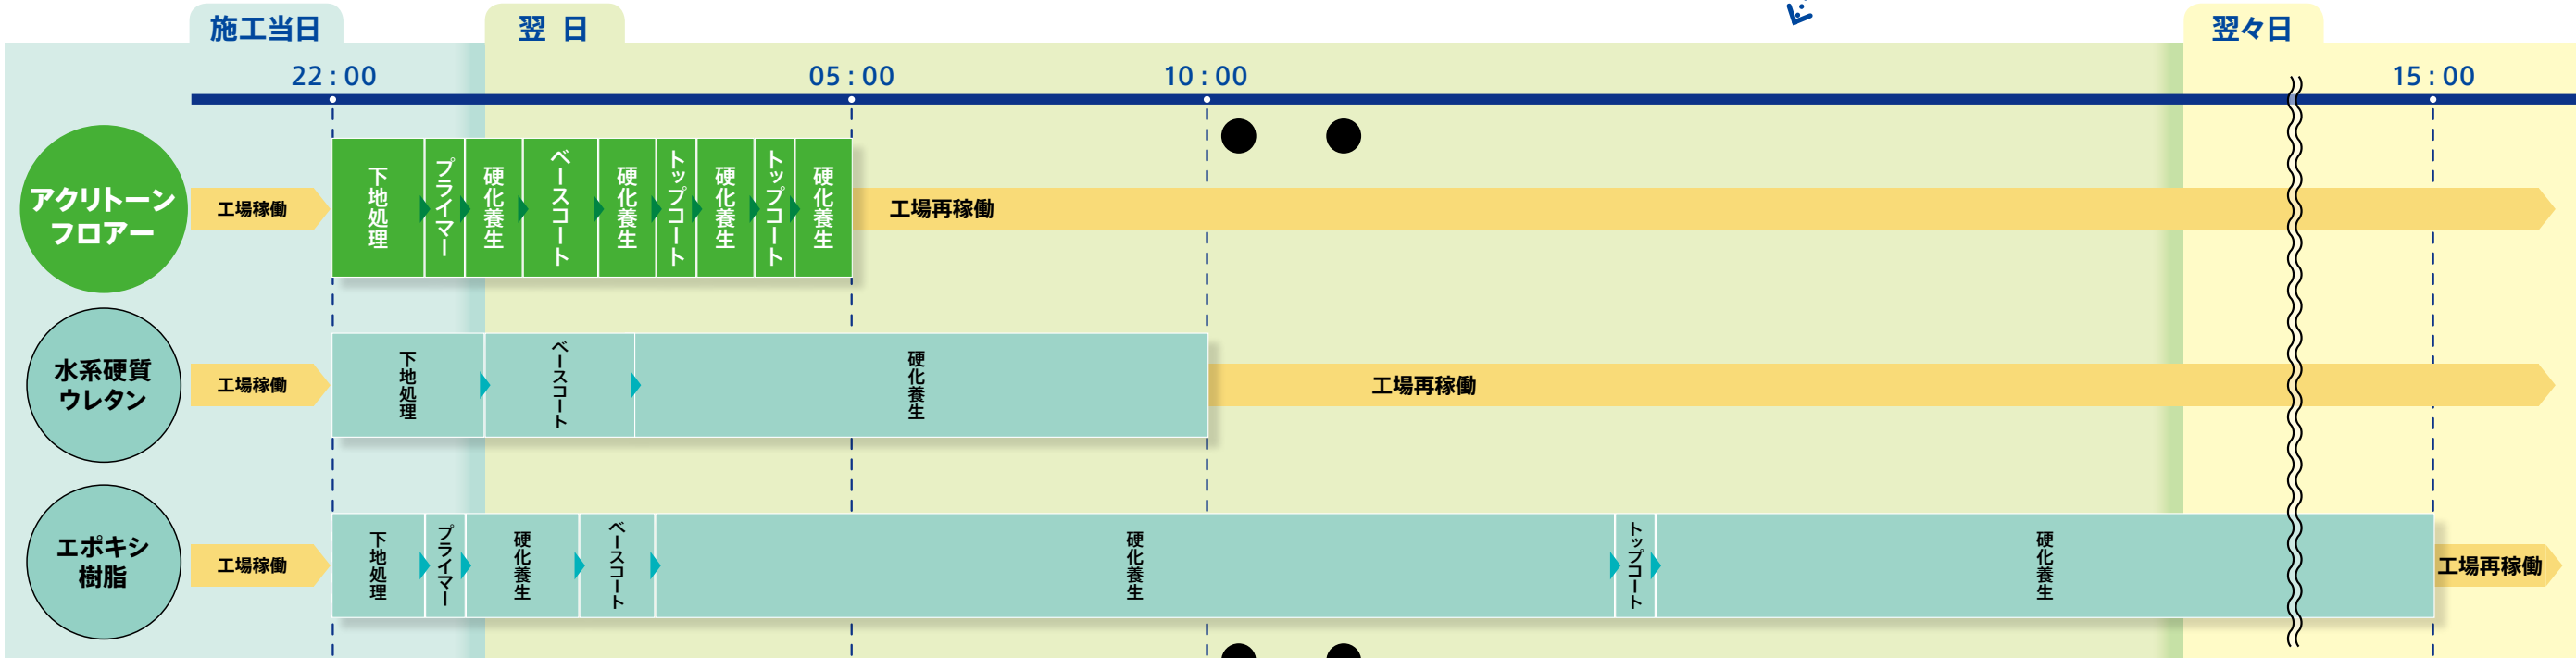 施工当日
翌 日
翌々日
22:00
05:00
10:00
15:00
アクリトーン
フロアー
工場稼働
下地処理
プライマー
硬化養生
ベースコート
硬化養生
トップコート
硬化養生
トップコート
硬化養生
工場再稼働
水系硬質
ウレタン
工場稼働
下地処理
ベースコート
硬化養生
工場再稼働
エポキシ
樹脂
工場稼働
下地処理
プライマー
硬化養生
ベースコート
硬化養生
トップコート
硬化養生
工場再稼働